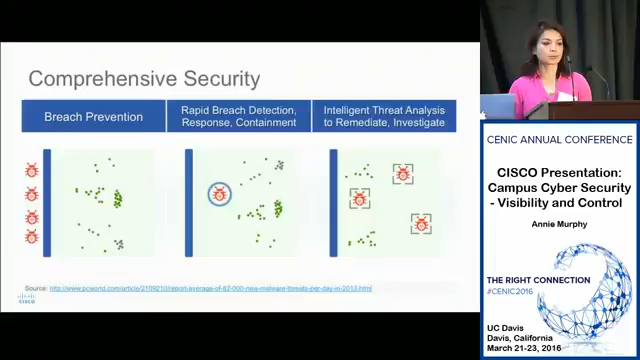 Comprehensive Security
Breach Prevention
Rapid Breach Detection,
Response, Containment
Intelligent Threat Analysis
to Remediate, Investigate
Source: http://www.pcworld.com/article/2109210/report-average-of-82-000-new-malware-threats-per-day-in-2013.html
CISCO
CENIC ANNUAL CONFERENCE
CISCO Presentation:
Campus Cyber Security
- Visibility and Control
Annie Murphy
THE RIGHT CONNECTION
#CENIC2016
UC Davis
Davis, California
March 21-23, 2016